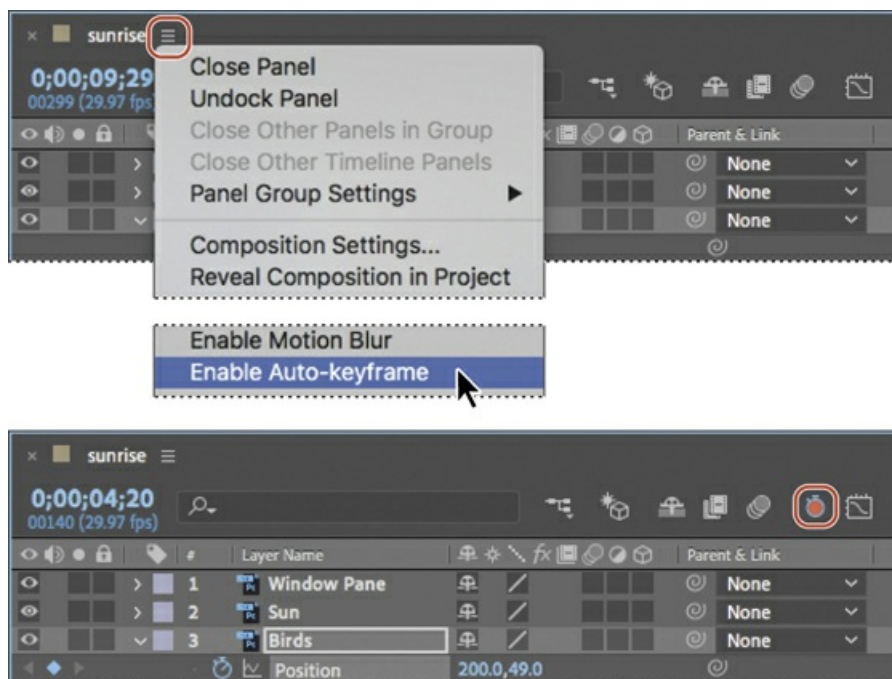 × sunrise
0;00;09;29
00299 (29.97 fps
Parent & Link
None
None
None
Close Panel
Undock Panel
Close Other Panels in Group
Close Other Timeline Panels
Panel Group Settings
Composition Settings...
Reveal Composition in Project
Enable Motion Blur
Enable Auto-keyframe
× sunrise
0;00;04;20
00140 (29.97 fps)
# Layer Name fx Parent & Link
1 Window Pane None
2 Sun None
3 Birds None
Position 200.0,49.0